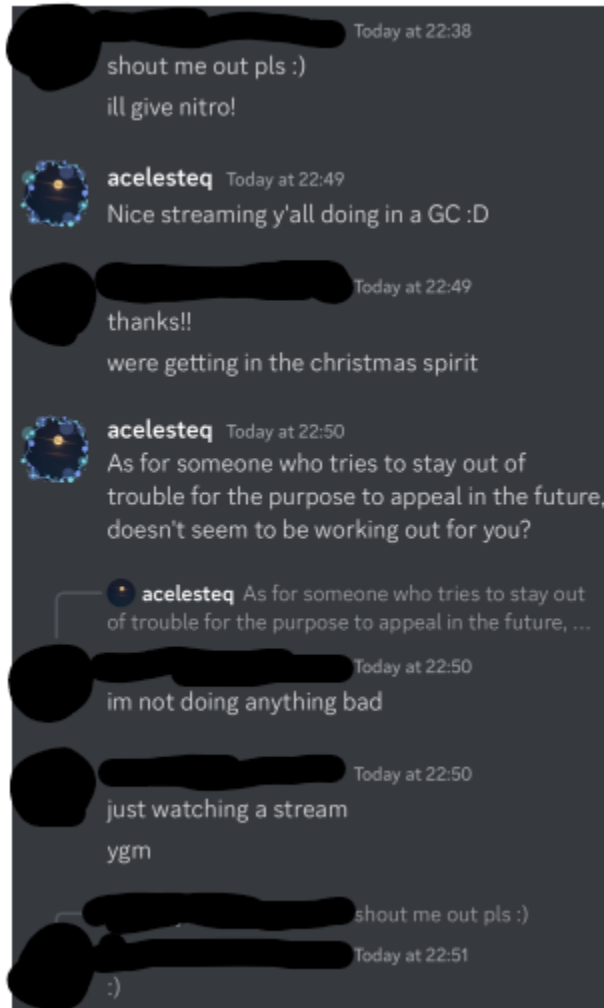 Today at 22:38
shout me out pls :)
ill give nitro!
acelesteq Today at 22:49
Nice streaming y'all doing in a GC :D
Today at 22:49
thanks!!
were getting in the christmas spirit
acelesteq Today at 22:50
As for someone who tries to stay out of
trouble for the purpose to appeal in the future,
doesn't seem to be working out for you?
acelesteq As for someone who tries to stay out
of trouble for the purpose to appeal in the future, ...
Today at 22:50
im not doing anything bad
Today at 22:50
just watching a stream
ygm
shout me out pls :)
Today at 22:51
:)